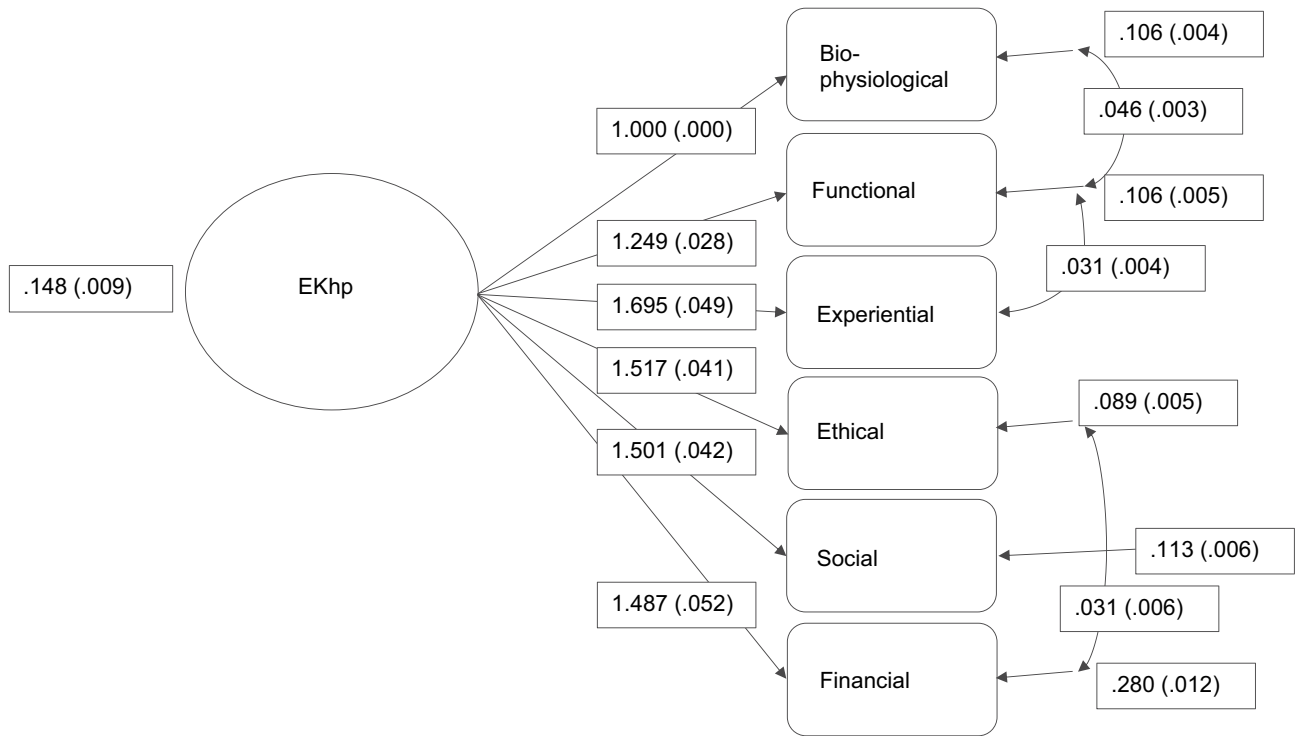 .106 (.004)
Bio-
physiological
.046 (.003)
1.000 (.000)
Functional
.106 (.005)
1.249 (.028)
.031 (.004)
.148 (.009)
EKhp
1.695 (.049)
Experiential
1.517 (.041)
.089 (.005)
Ethical
1.501 (.042)
Social
.113 (.006)
1.487 (.052)
.031 (.006)
Financial
.280 (.012)